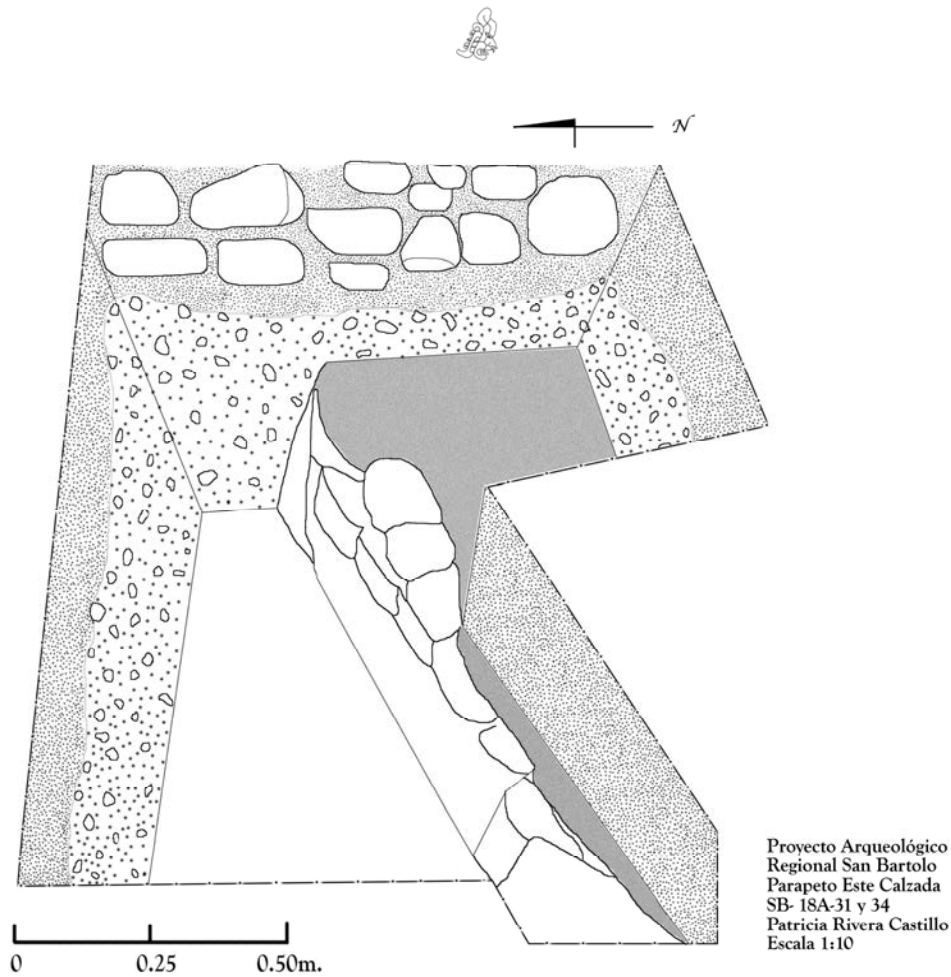 N
0
0.25
0.50m.
Proyecto Arqueológico
Regional San Bartolo
Parapeto Este Calzada
SB- 18A-31 y 34
Patricia Rivera Castillo
Escala 1:10